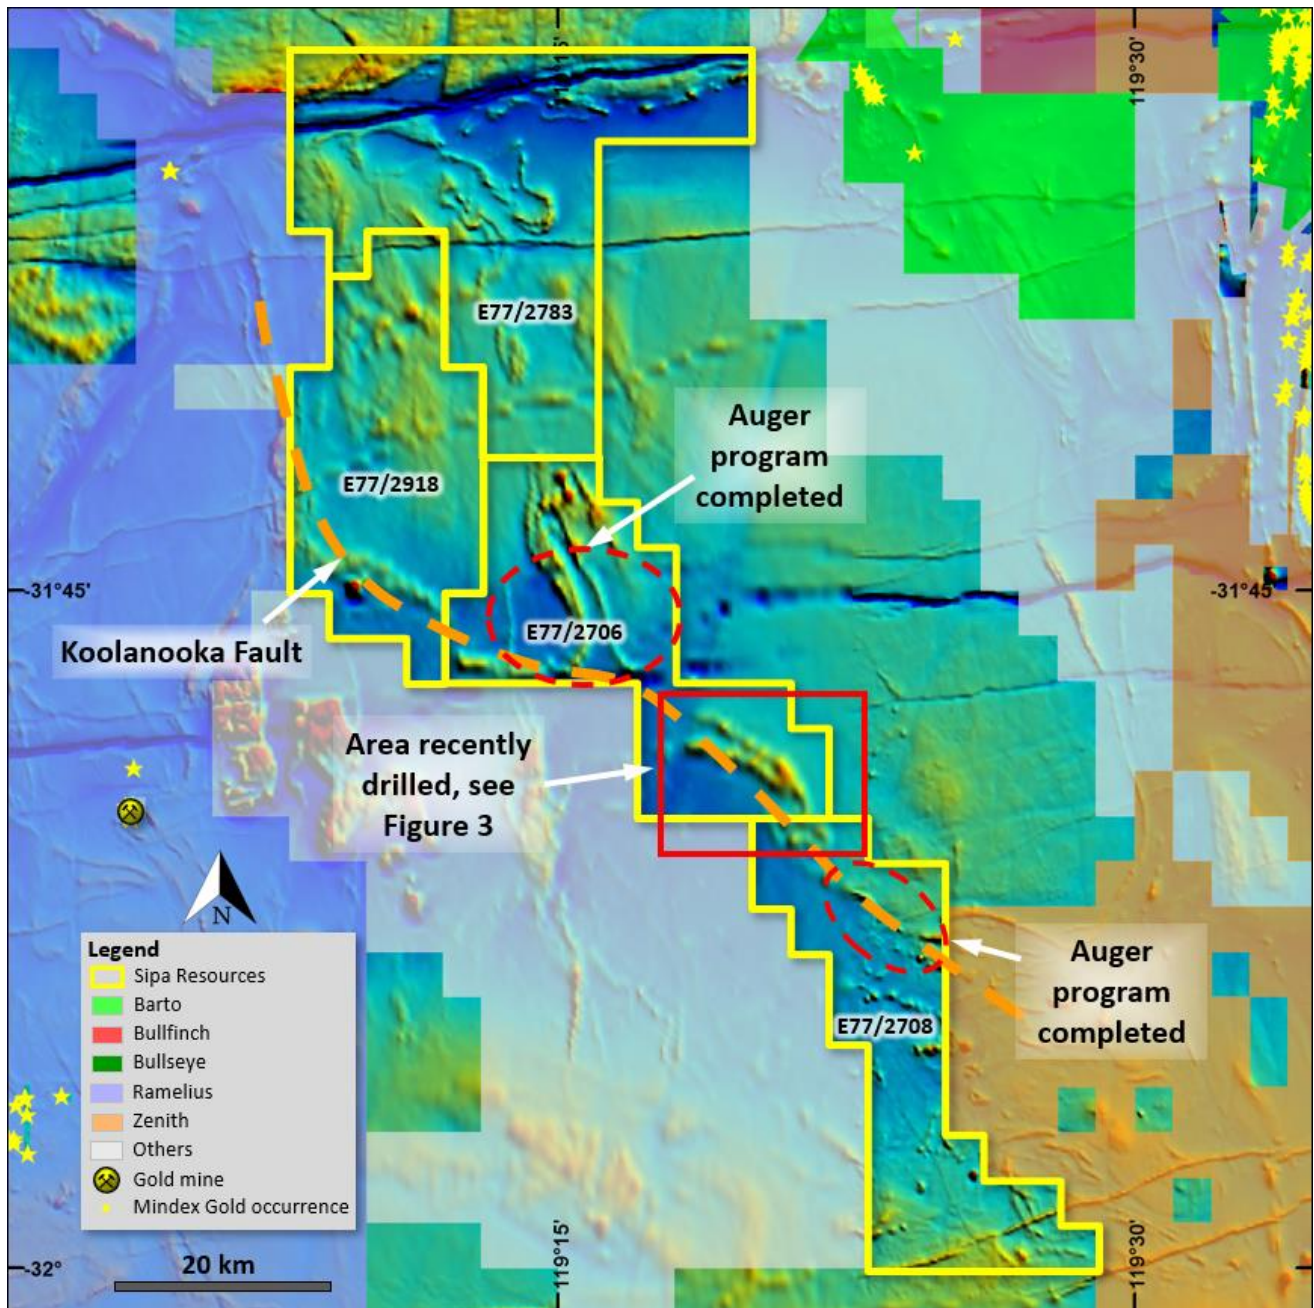 119°15'
119°30'
E77/2783
Auger
program
completed
E77/2918
-31°45'
-31°45'
E77/2706
Koolanooka Fault
Area recently
drilled, see
Figure 3
N
Legend
Sipa Resources
Barto
Bullfinch
Bullseye
Ramelius
Zenith
Others
Gold mine
Mindex Gold occurrence
Auger
program
completed
E77/2708
-32°
20 km
119°15'
119°30'